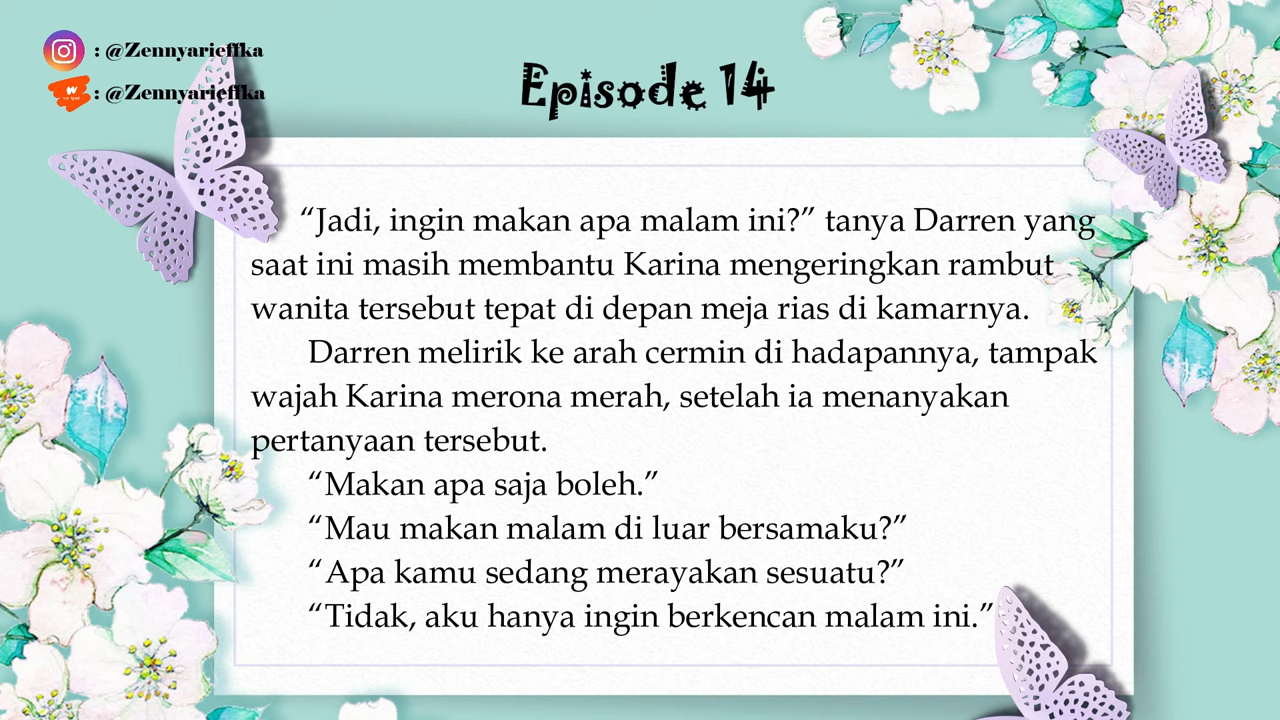 : @Zennyarieffka
: @Zennyarieffka
Episode 14
“Jadi, ingin makan apa malam ini?” tanya Darren yang
saat ini masih membantu Karina mengeringkan rambut
wanita tersebut tepat di depan meja rias di kamarnya.
Darren melirik ke arah cermin di hadapannya, tampak
wajah Karina merona merah, setelah ia menanyakan
pertanyaan tersebut.
“Makan apa saja boleh.”
“Mau makan malam di luar bersamaku?”
“Apa kamu sedang merayakan sesuatu?”
“Tidak, aku hanya ingin berkencan malam ini.”